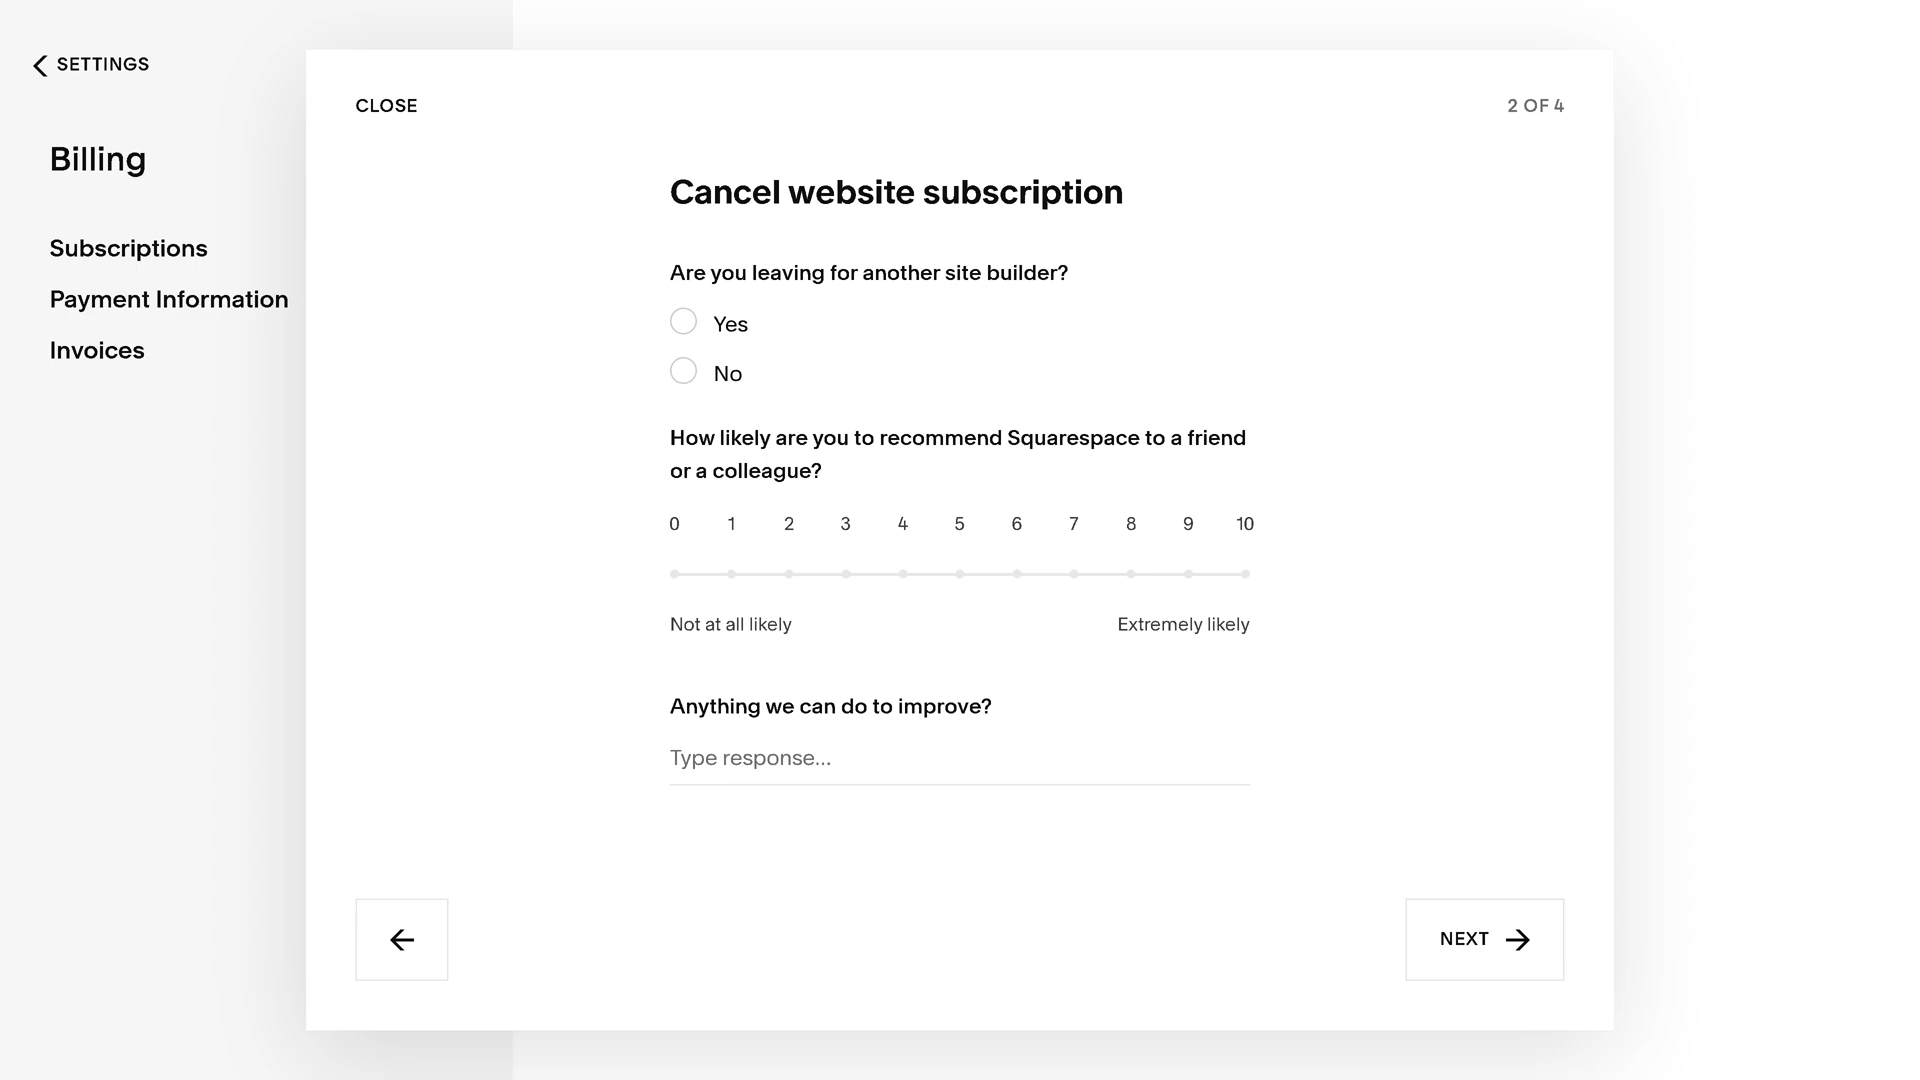 SETTINGS
Billing
Subscriptions
Payment Information
Invoices
CLOSE
2 OF 4
Cancel website subscription
Are you leaving for another site builder?
Yes
No
How likely are you to recommend Squarespace to a friend
or a colleague?
0 1 2 3 4 5 6 7 8 9 10
Not at all likely Extremely likely
Anything we can do to improve?
Type response...
NEXT